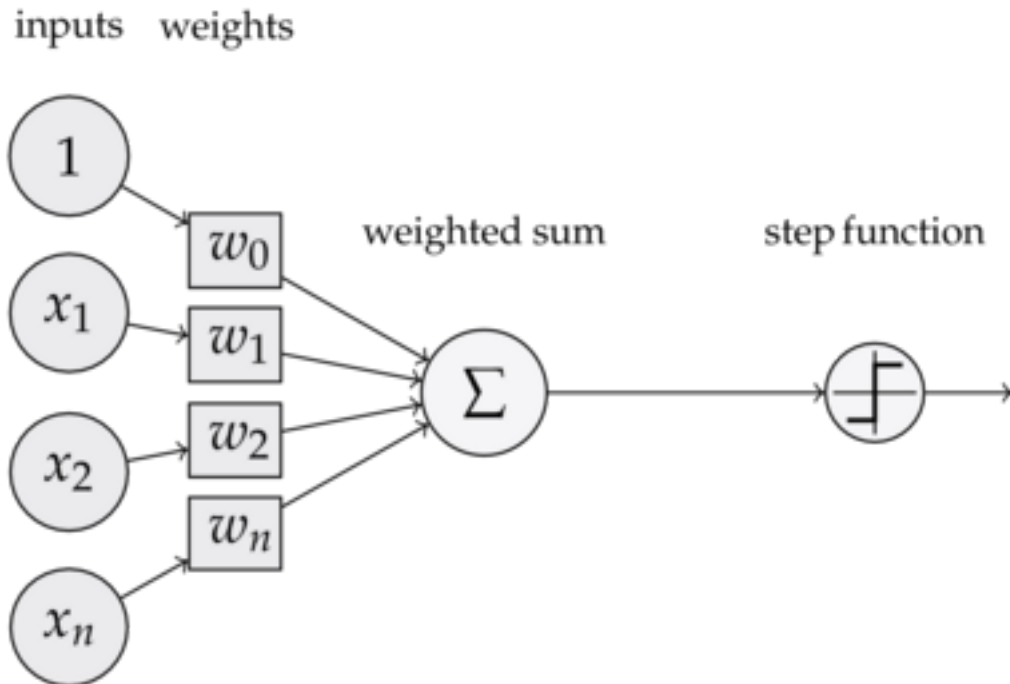 inputs weights
1
w₀
weighted sum
step function
x₁
w₁
Σ
x₂
w₂
wₙ
xₙ